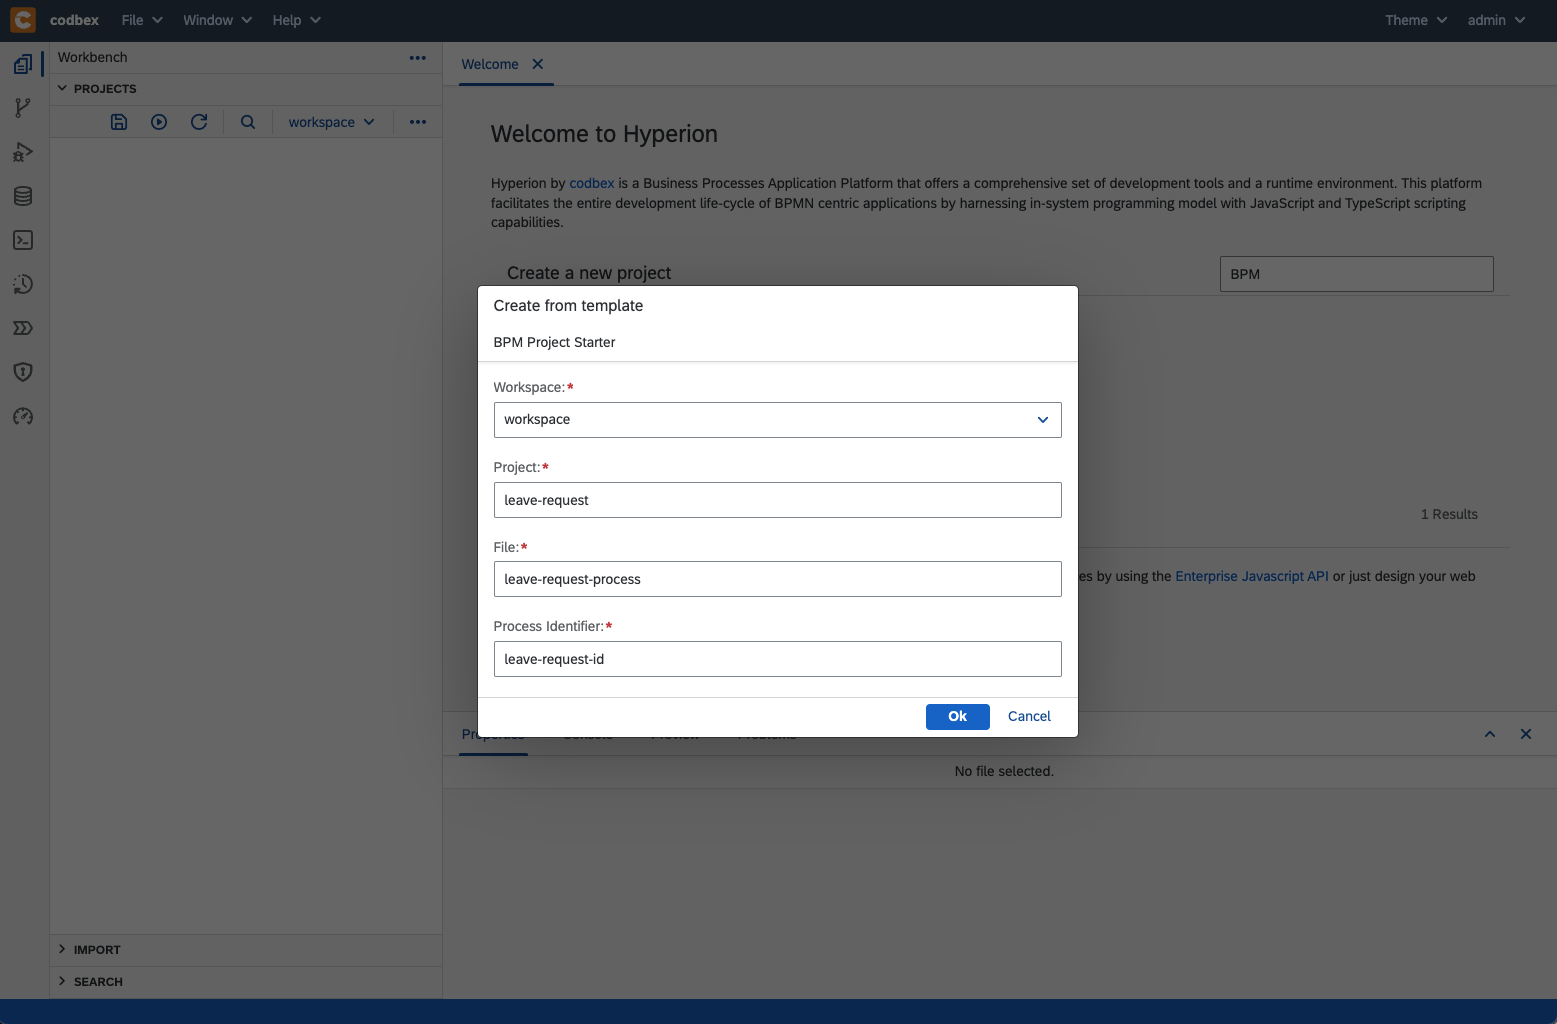 codbex File Window Help Theme admin
Workbench
Welcome
PROJECTS
workspace
Welcome to Hyperion
Hyperion by codbex is a Business Processes Application Platform that offers a comprehensive set of development tools and a runtime environment. This platform
facilitates the entire development life-cycle of BPMN centric applications by harnessing in-system programming model with JavaScript and TypeScript scripting
capabilities.
Create a new project
BPM
Create from template
BPM Project Starter
Workspace:*
workspace
Project:*
leave-request
File:*
leave-request-process
Process Identifier:*
leave-request-id
Ok
Cancel
1 Results
es by using the Enterprise Javascript API or just design your web
Properties
No file selected.
IMPORT
SEARCH